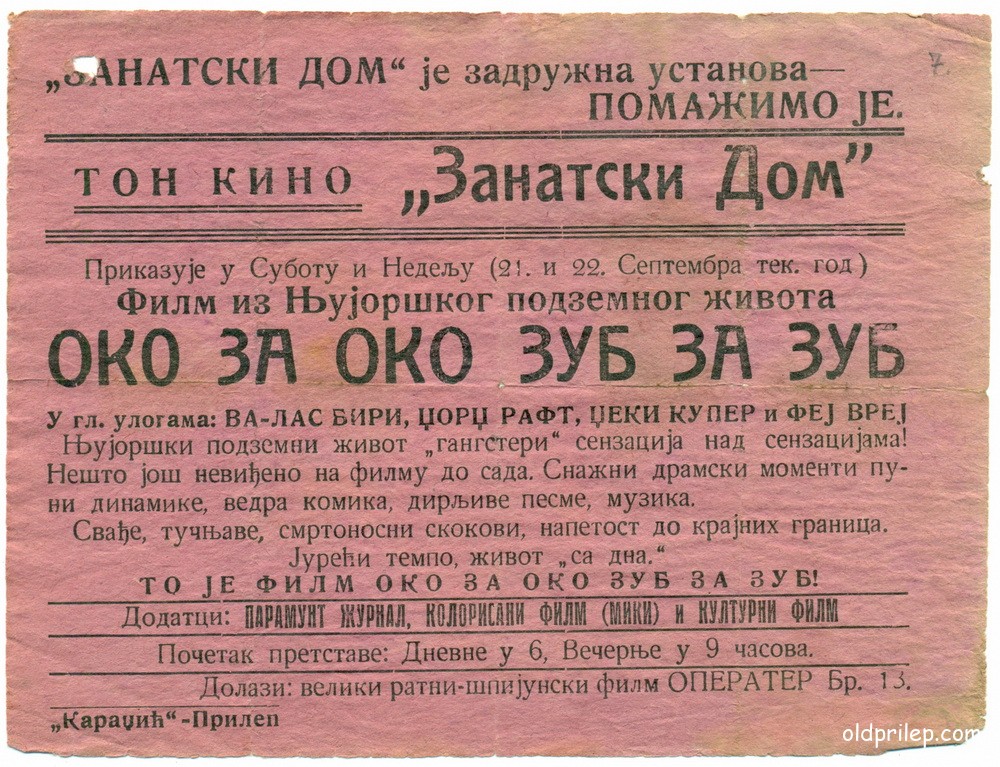 „ЗАНАТСКИ ДОМ“ је задружна установа—
ПОМАЖИМО ЈЕ.
7.
ТОН КИНО „Занатски Дом”
Приказује у Суботу и Недељу (21. и 22. Септембра тек. год)
Филм из Њујоршког подземног живота
ОКО ЗА ОКО ЗУБ ЗА ЗУБ
У гл. улогама: ВА-ЛАС БИРИ, ЏОРЏ РАФТ, ЏЕКИ КУПЕР и ФЕЈ ВРЕЈ
Њујоршки подземни живот „гангстери“ сензација над сензацијама!
Нешто још невиђено на филму до сада. Снажни драмски моменти пу-
ни динамике, ведра комика, дирљиве песме, музика.
Свађе, тучњаве, смртоносни скокови, напетост до крајних граница.
Јурећи темпо, живот „са дна.“
ТО ЈЕ ФИЛМ ОКО ЗА ОКО ЗУБ ЗА ЗУБ!
Додатци: ПАРАМУНТ ЖУРНАЛ, КОЛОРИСАНИ ФИЛМ (МИКИ) и КУЛТУРНИ ФИЛМ
Почетак претставе: Дневне у 6, Вечерње у 9 часова.
Долази: велики ратни-шпијунски филм ОПЕРАТЕР Бр. 13.
„Караџић“-Прилеп
oldprilep.com